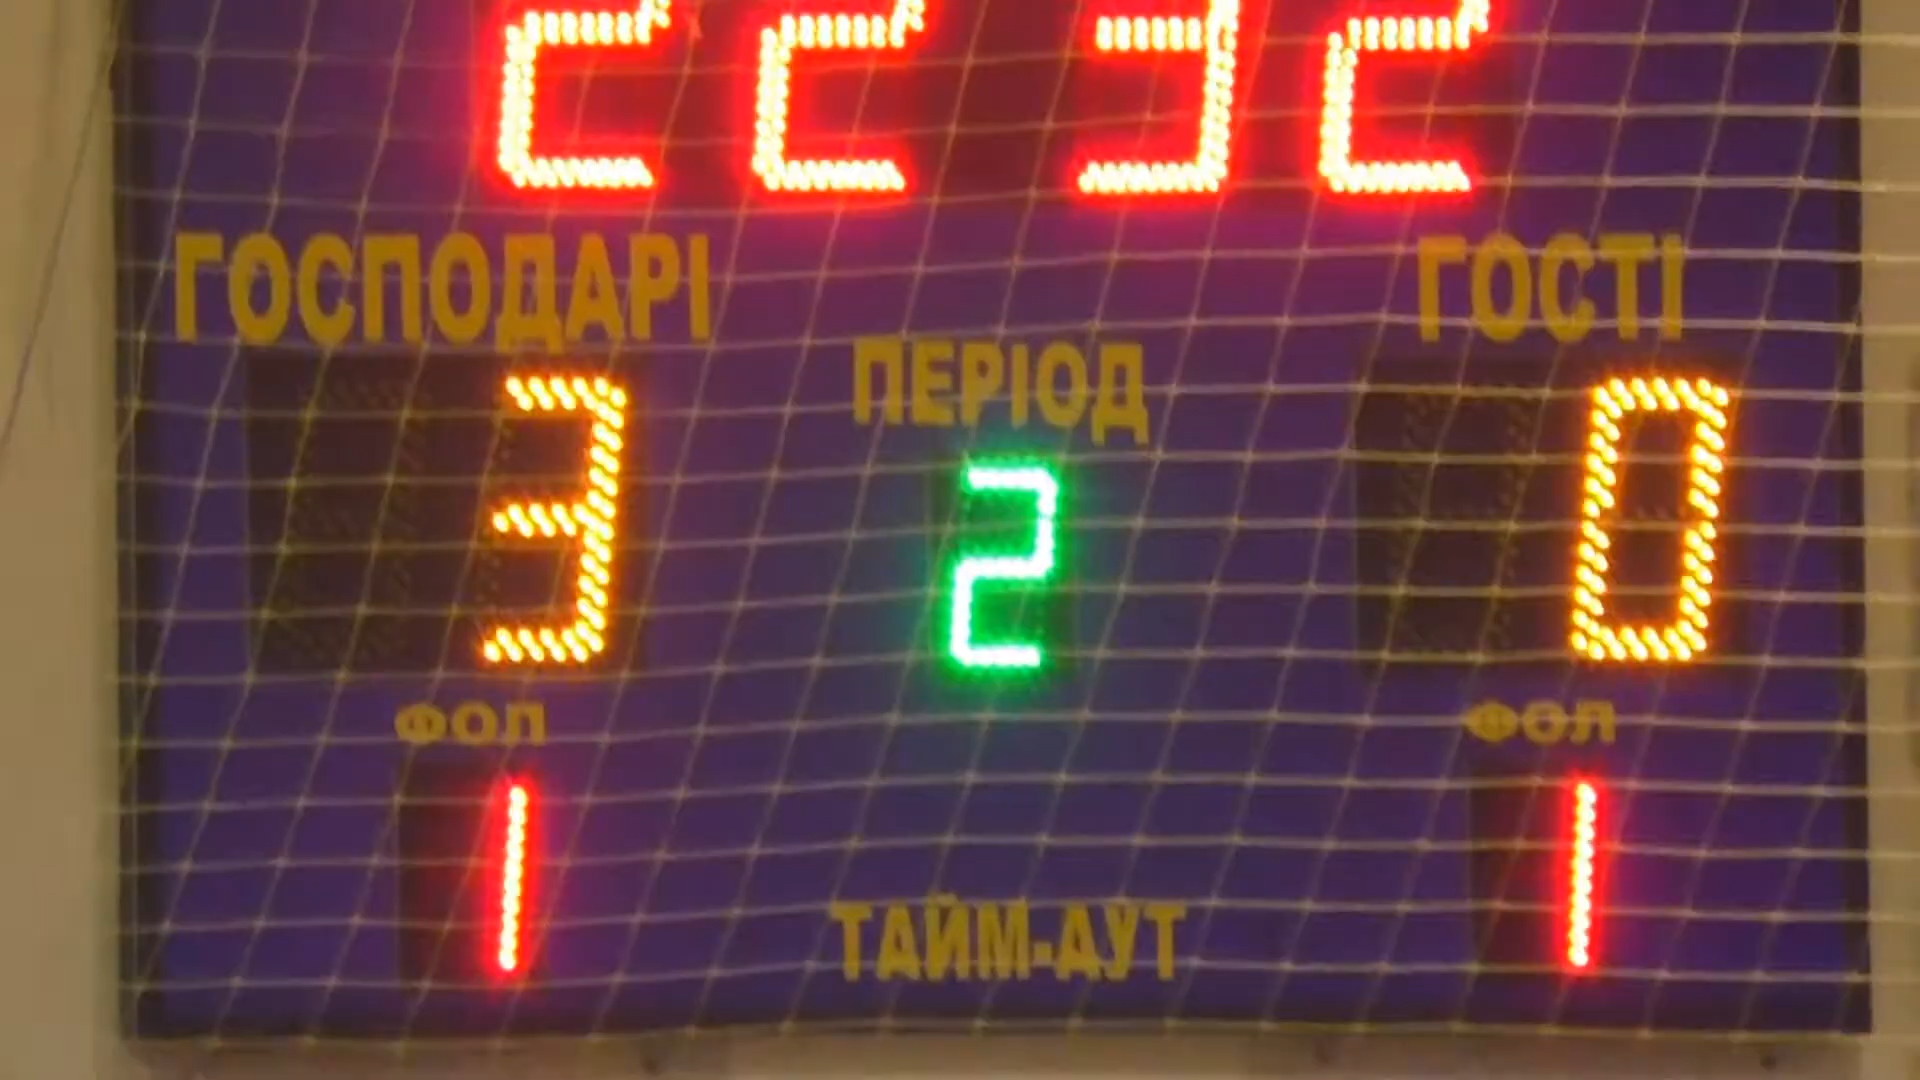 22 32
ГОСПОДАРІ ГОСТІ
ПЕРІОД
3 2 0
ФОЛ ФОЛ
1 1
ТАЙМ-АУТ